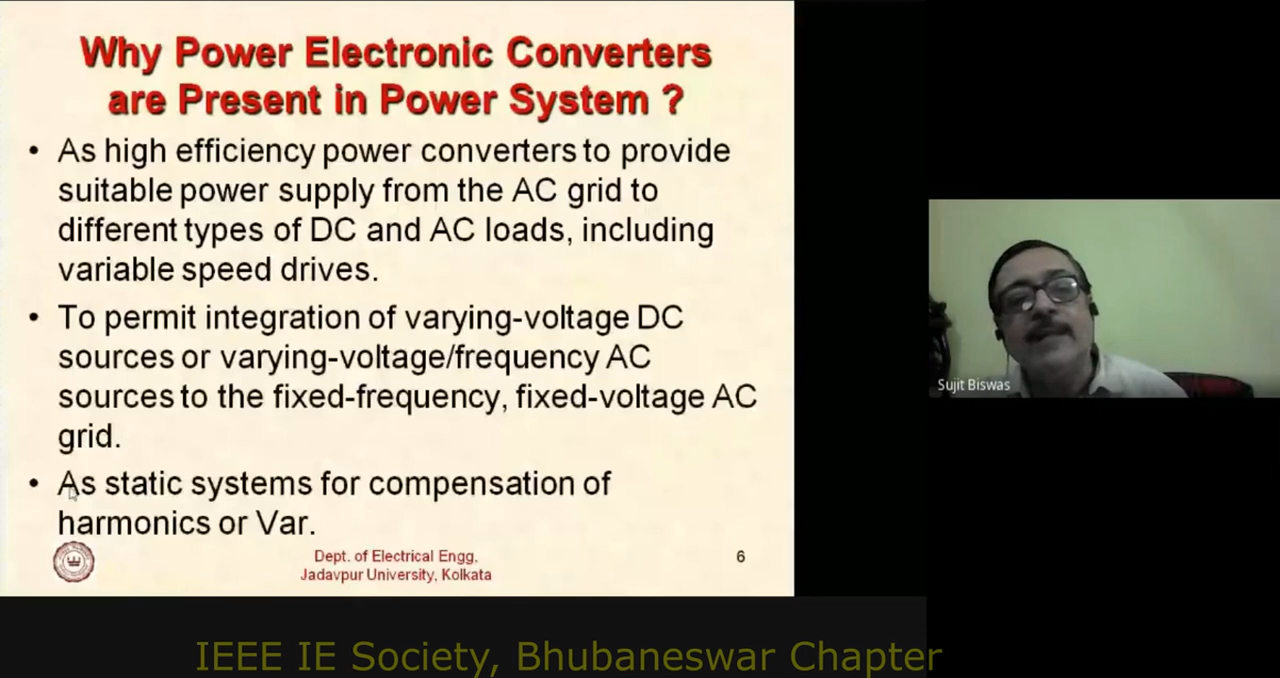 Why Power Electronic Converters
are Present in Power System ?
• As high efficiency power converters to provide
suitable power supply from the AC grid to
different types of DC and AC loads, including
variable speed drives.
• To permit integration of varying-voltage DC
sources or varying-voltage/frequency AC
sources to the fixed-frequency, fixed-voltage AC
grid.
• As static systems for compensation of
harmonics or Var.
Dept. of Electrical Engg,
Jadavpur University, Kolkata
6
Sujit Biswas
IEEE IE Society, Bhubaneswar Chapter